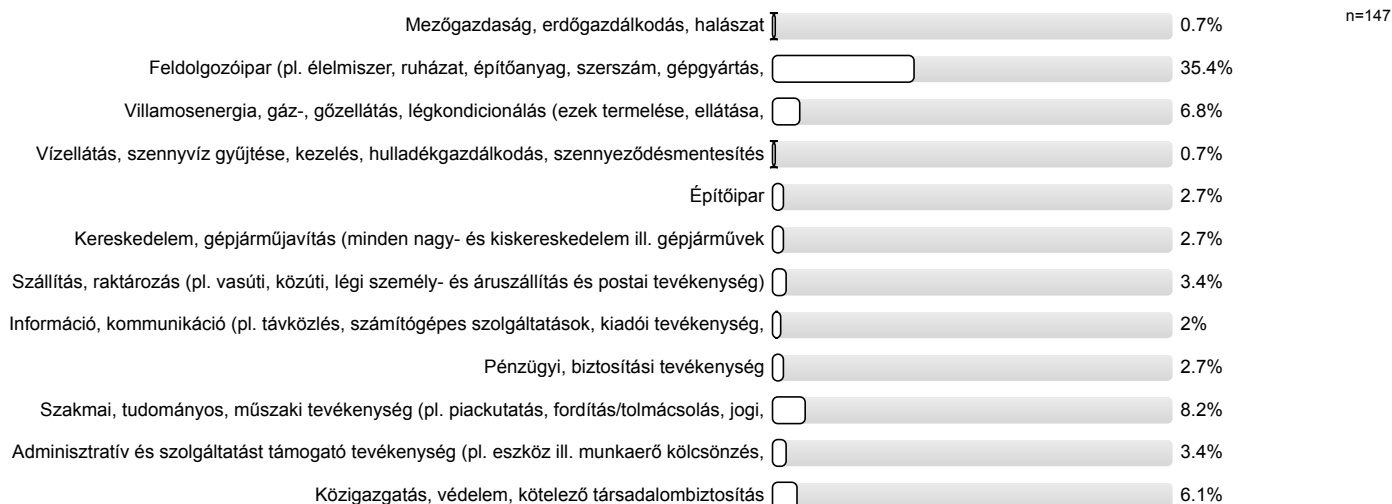 n=147
Mezőgazdaság, erdőgazdálkodás, halászat 0.7%
Feldolgozóipar (pl. élelmiszer, ruházat, építőanyag, szerszám, gépgyártás, 35.4%
Villamosenergia, gáz-, gőzellátás, légkondicionálás (ezek termelése, ellátása, 6.8%
Vízellátás, szennyvíz gyűjtése, kezelés, hulladékgazdálkodás, szennyeződésmentesítés 0.7%
Építőipar 2.7%
Kereskedelem, gépjárműjavítás (minden nagy- és kiskereskedelem ill. gépjárművek 2.7%
Szállítás, raktározás (pl. vasúti, közúti, légi személy- és áruszállítás és postai tevékenység) 3.4%
Információ, kommunikáció (pl. távközlés, számítógépes szolgáltatások, kiadói tevékenység, 2%
Pénzügyi, biztosítási tevékenység 2.7%
Szakmai, tudományos, műszaki tevékenység (pl. piackutatás, fordítás/tolmácsolás, jogi, 8.2%
Adminisztratív és szolgáltatást támogató tevékenység (pl. eszköz ill. munkaerő kölcsönzés, 3.4%
Közigazgatás, védelem, kötelező társadalombiztosítás 6.1%